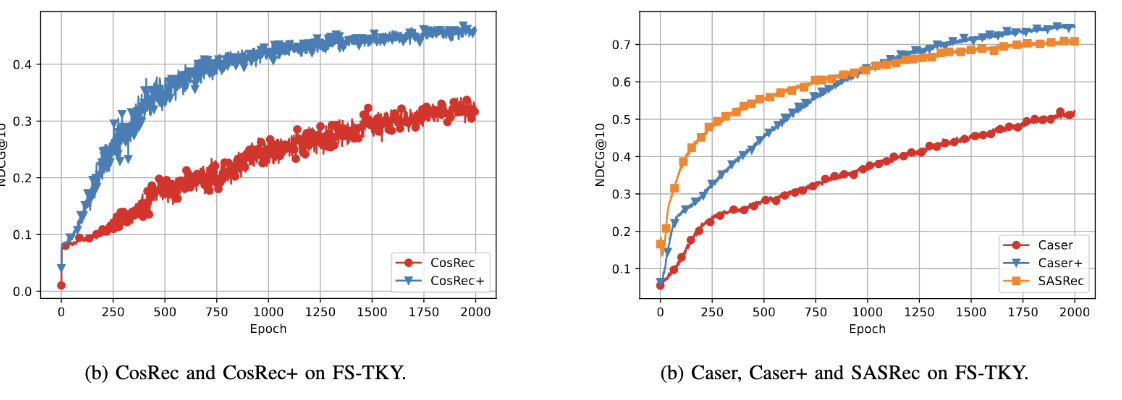 0.4
0.3
0.2
0.1
0.0
NDCG@10
0 250 500 750 1000 1250 1500 1750 2000
Epoch
CosRec
CosRec+
(b) CosRec and CosRec+ on FS-TKY.
0.7
0.6
0.5
0.4
0.3
0.2
0.1
NDCG@10
0 250 500 750 1000 1250 1500 1750 2000
Epoch
Caser
Caser+
SASRec
(b) Caser, Caser+ and SASRec on FS-TKY.